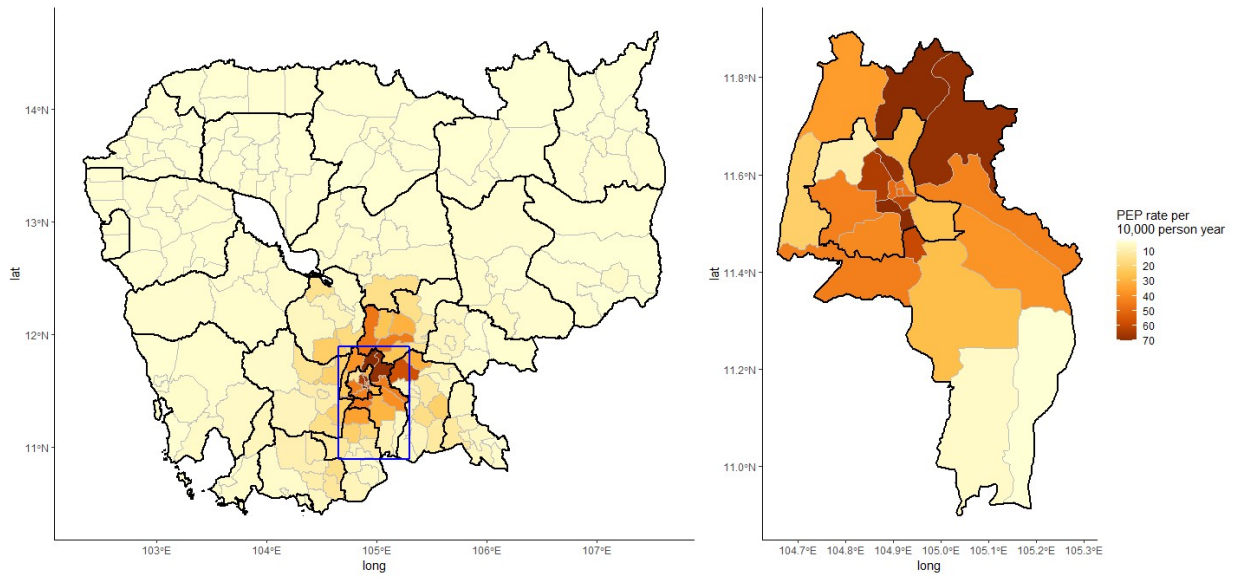 14°N
13°N
12°N
11°N
lat
103°E 104°E 105°E 106°E 107°E
long
11.8°N
11.6°N
11.4°N
11.2°N
11.0°N
lat
104.7°E 104.8°E 104.9°E 105.0°E 105.1°E 105.2°E 105.3°E
long
PEP rate per
10,000 person year
10
20
30
40
50
60
70